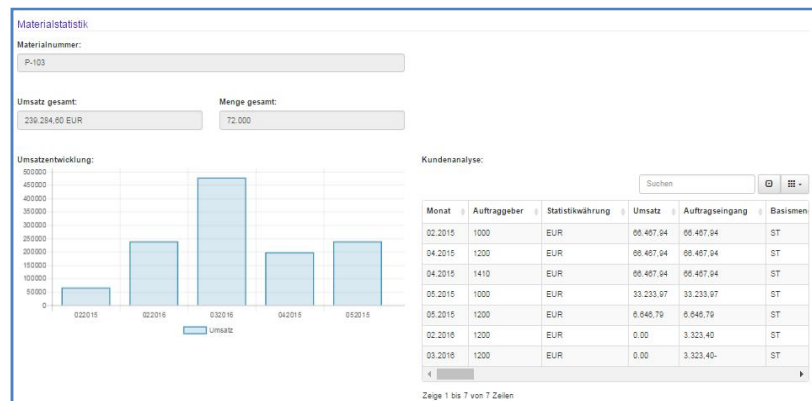 Materialstatistik
Materialnummer:
P-103
Umsatz gesamt: Menge gesamt:
239.284,60 EUR 72.000
Umsatzentwicklung:
500000
450000
400000
350000
300000
250000
200000
150000
100000
50000
0
022015 022016 032016 042015 052015
Umsatz
Kundenanalyse:
Suchen
Monat Auftraggeber Statistikwährung Umsatz Auftragseingang Basismen
02.2015 1000 EUR 66.467,94 66.467,94 ST
04.2015 1200 EUR 66.467,94 66.467,94 ST
04.2015 1410 EUR 66.467,94 66.467,94 ST
05.2015 1000 EUR 33.233,97 33.233,97 ST
05.2015 1200 EUR 6.646,79 6.646,79 ST
02.2016 1200 EUR 0.00 3.323,40 ST
03.2016 1200 EUR 0.00 3.323,40- ST
Zeige 1 bis 7 von 7 Zeilen